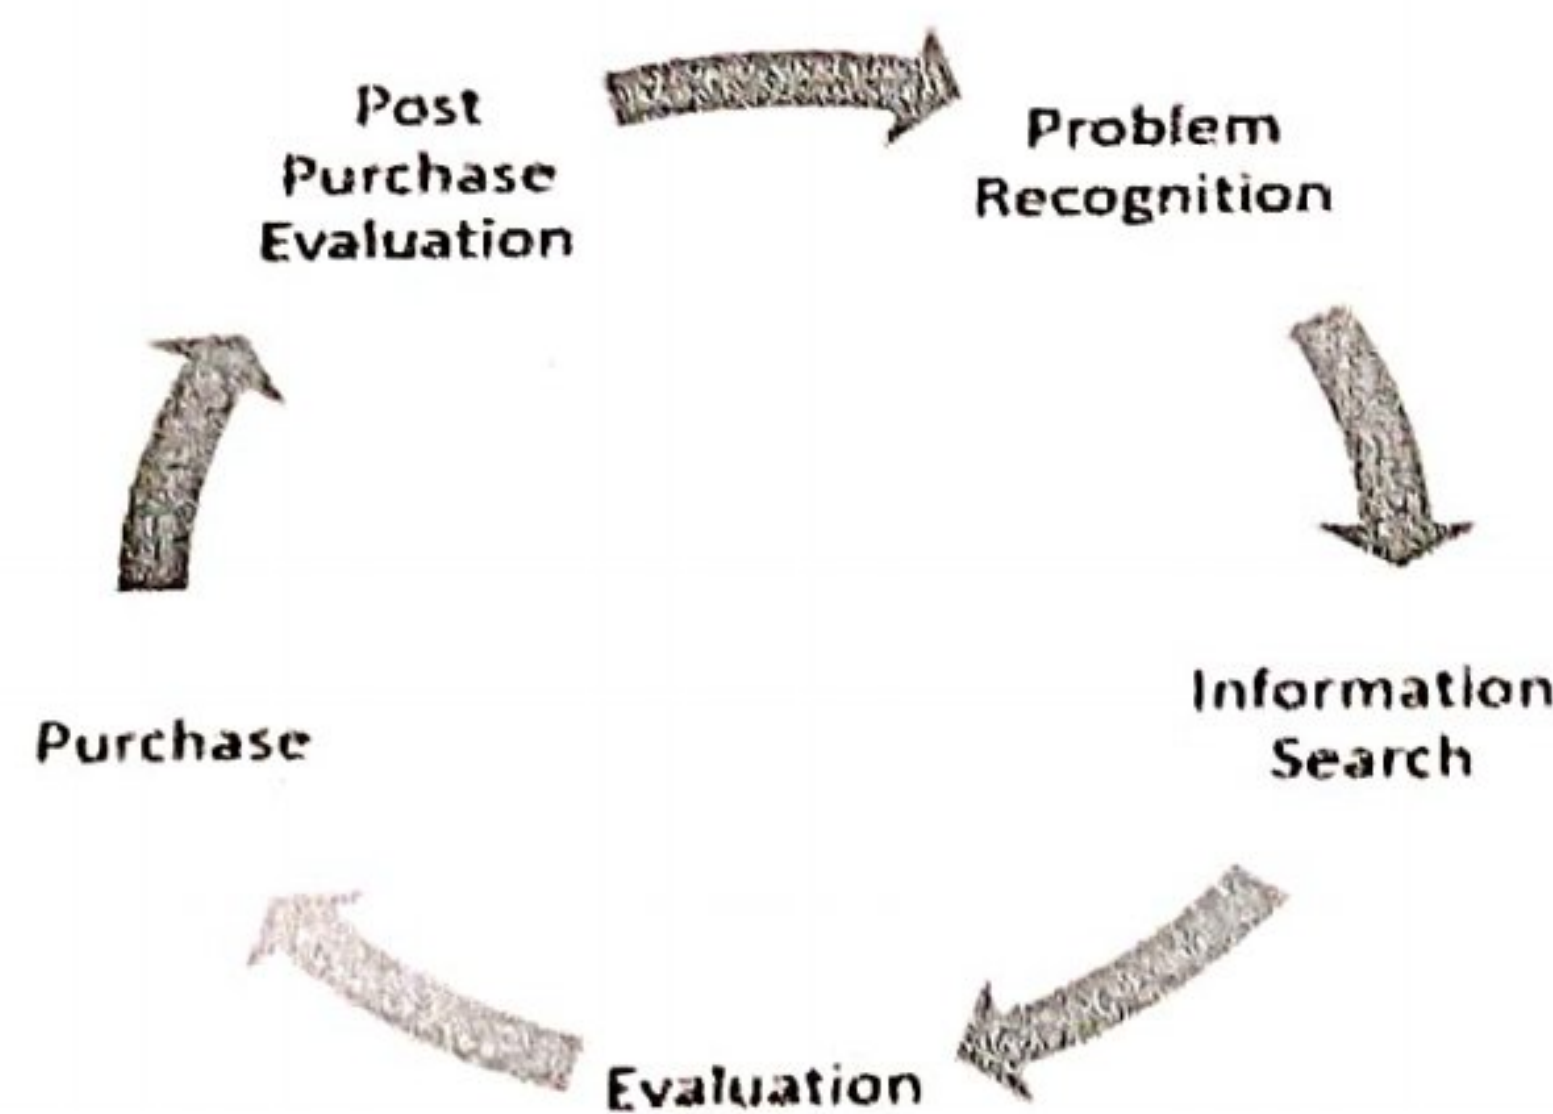 Post
Purchase
Evaluation
Problem
Recognition
Information
Search
Evaluation
Purchase